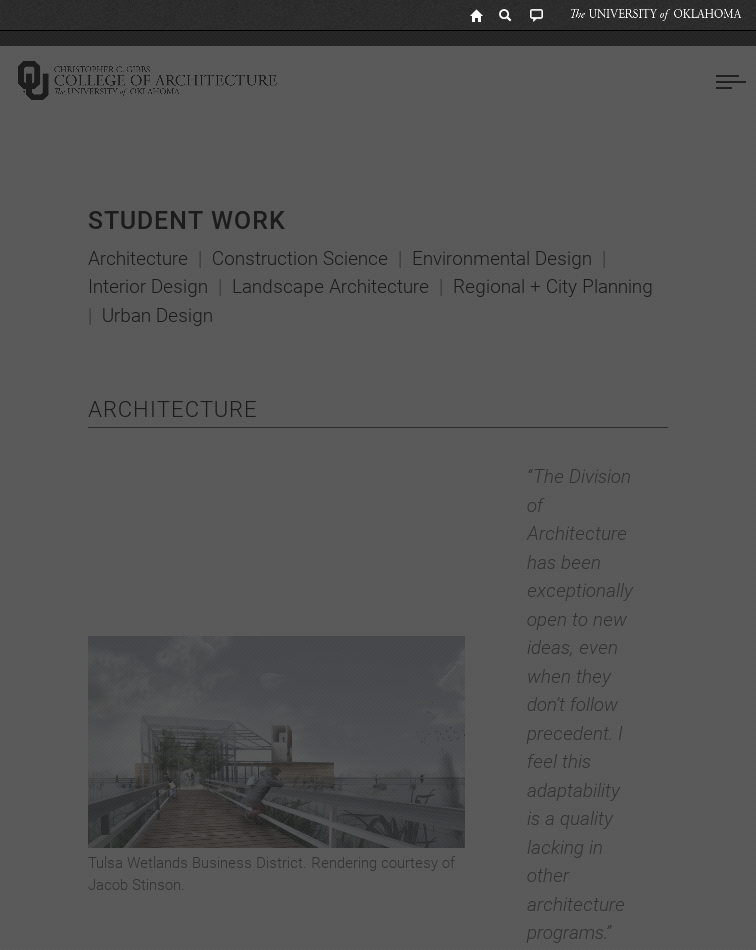 The UNIVERSITY of OKLAHOMA
CHRISTOPHER C. GIBBS
COLLEGE OF ARCHITECTURE
The UNIVERSITY of OKLAHOMA
STUDENT WORK
Architecture | Construction Science | Environmental Design |
Interior Design | Landscape Architecture | Regional + City Planning
| Urban Design
ARCHITECTURE
“The Division
of
Architecture
has been
exceptionally
open to new
ideas, even
when they
don’t follow
precedent. I
feel this
adaptability
is a quality
lacking in
other
architecture
programs.”
Tulsa Wetlands Business District. Rendering courtesy of
Jacob Stinson.